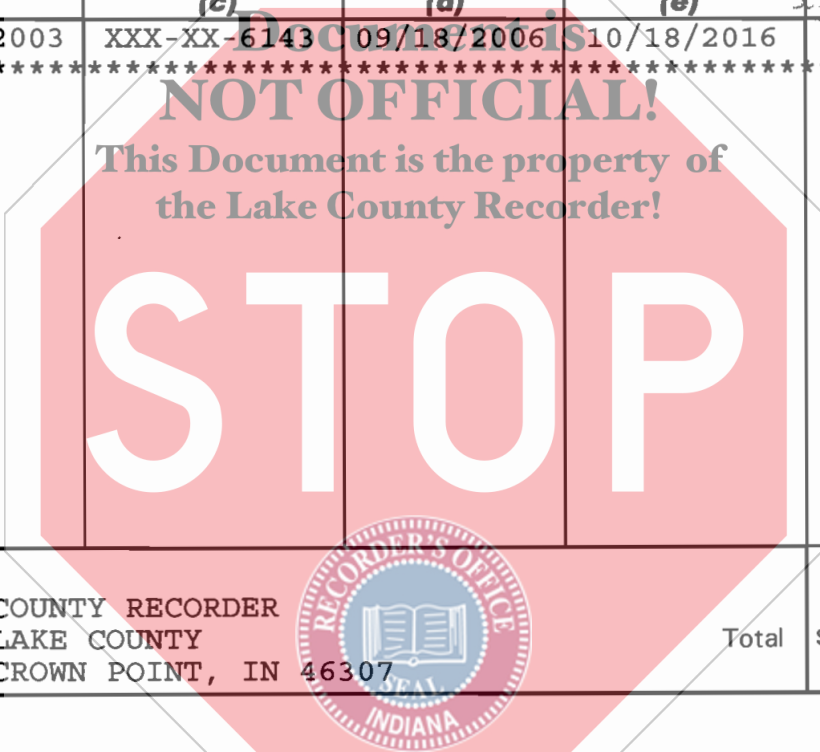 (c) (d) (e)
2003 XXX-XX-6143 09/18/2006 10/18/2016
Document is
NOT OFFICIAL!
This Document is the property of
the Lake County Recorder!
STOP
COUNTY RECORDER
LAKE COUNTY
CROWN POINT, IN 46307
Total
RECORDER'S OFFICE
SEAL
INDIANA